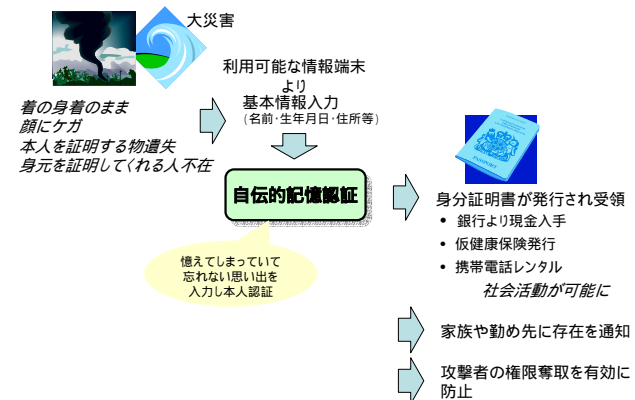 大災害
利用可能な情報端末
より
基本情報入力
(名前・生年月日・住所等)
着の身着のまま
顔にケガ
本人を証明する物遺失
身元を証明してくれる人不在
自伝的記憶認証
憶えてしまっていて
忘れない思い出を
入力し本人認証
PASSPORT
身分証明書が発行され受領
• 銀行より現金入手
• 仮健康保険発行
• 携帯電話レンタル
社会活動が可能に
家族や勤め先に存在を通知
攻撃者の権限奪取を有効に
防止